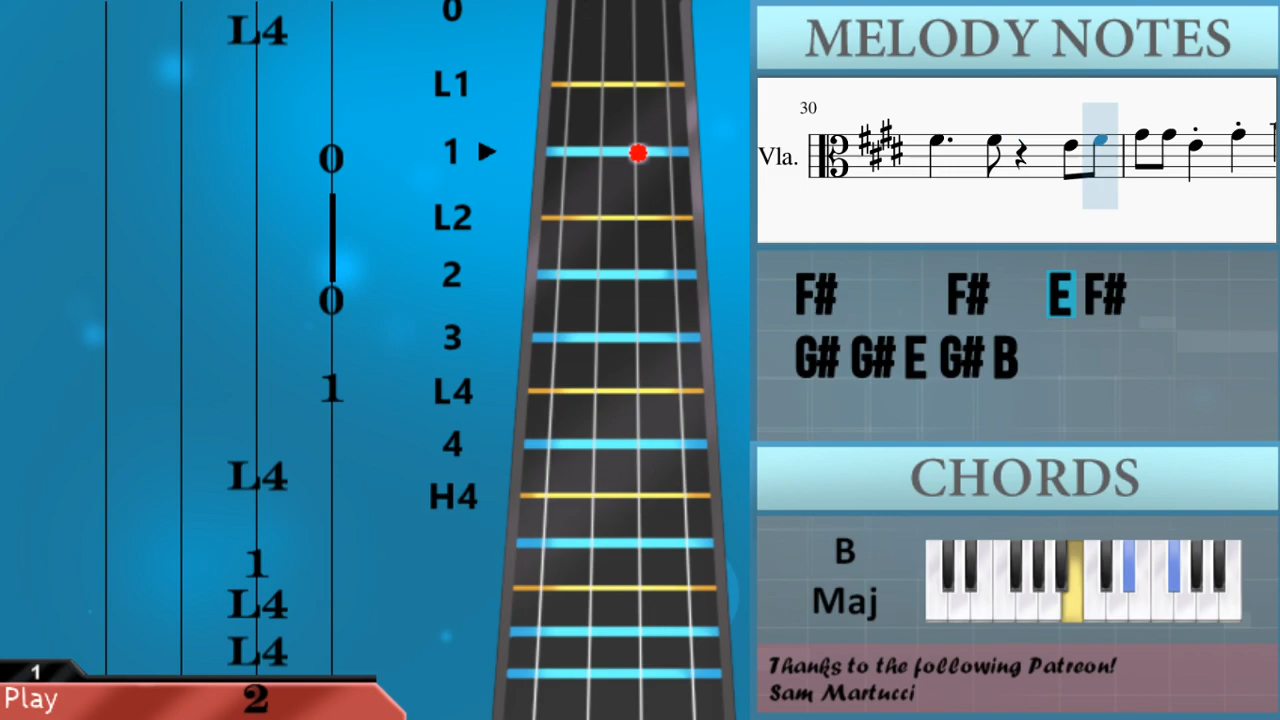 L4
0
0
1
L4
1
L4
L4
2
1
Play
0
L1
1
L2
2
3
L4
4
H4
MELODY NOTES
30
Vla.
F# F# E F#
G# G# E G# B
CHORDS
B
Maj
Thanks to the following Patreon!
Sam Martucci